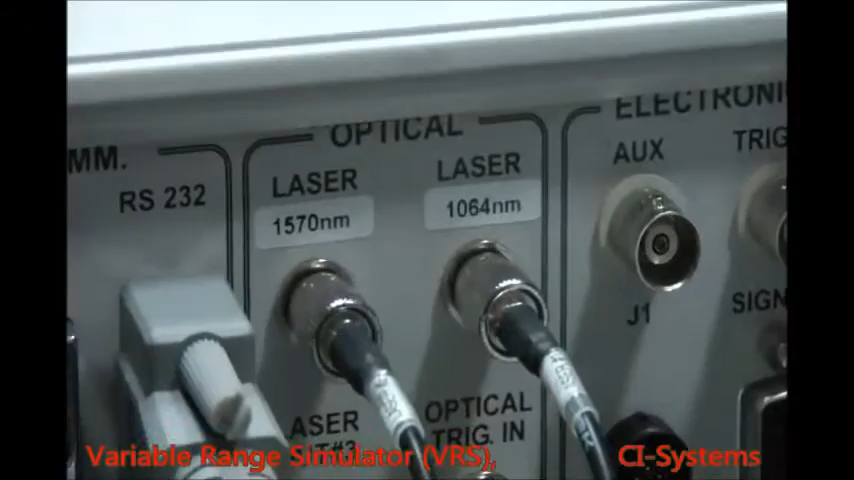 MM.
RS 232
OPTICAL
LASER
1570nm
LASER
1064nm
ELECTRONI
AUX
TRIG
J1
SIGN
ASER
T#3
OPTICAL
TRIG. IN
Variable Range Simulator (VRS), CI-Systems